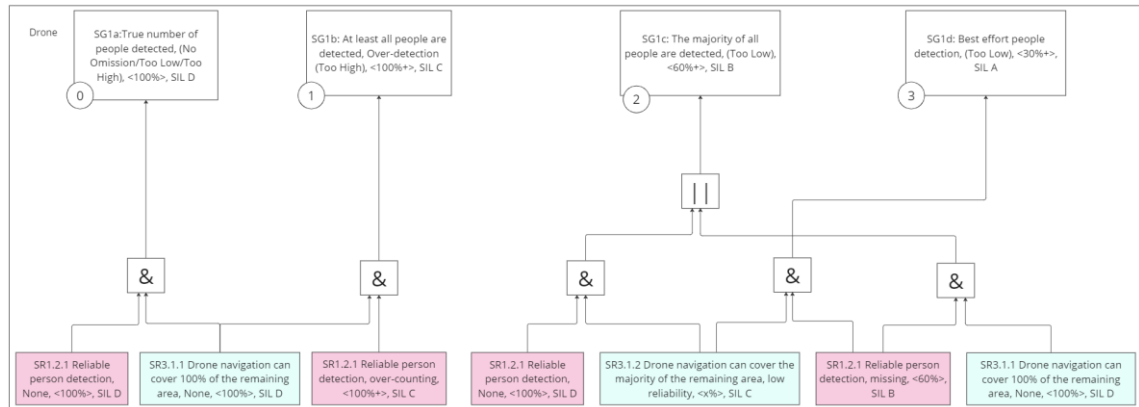 Drone
SG1a:True number of
people detected, (No
Omission/Too Low/Too
High), <100%>, SIL D
0
SG1b: At least all people are
detected, Over-detection
(Too High), <100%+>, SIL C
1
SG1c: The majority of all
people are detected, (Too Low),
<60%+>, SIL B
2
SG1d: Best effort people
detection, (Too Low), <30%+>,
SIL A
3
||
&
&
&
&
&
SR1.2.1 Reliable
person detection,
None, <100%>, SIL D
SR3.1.1 Drone navigation can
cover 100% of the remaining
area, None, <100%>, SIL D
SR1.2.1 Reliable person
detection, over-counting,
<100%+>, SIL C
SR1.2.1 Reliable
person detection,
None, <100%>, SIL D
SR3.1.2 Drone navigation can cover the
majority of the remaining area, low
reliability, <x%>, SIL C
SR1.2.1 Reliable person
detection, missing, <60%>,
SIL B
SR3.1.1 Drone navigation can
cover 100% of the remaining
area, None, <100%>, SIL D